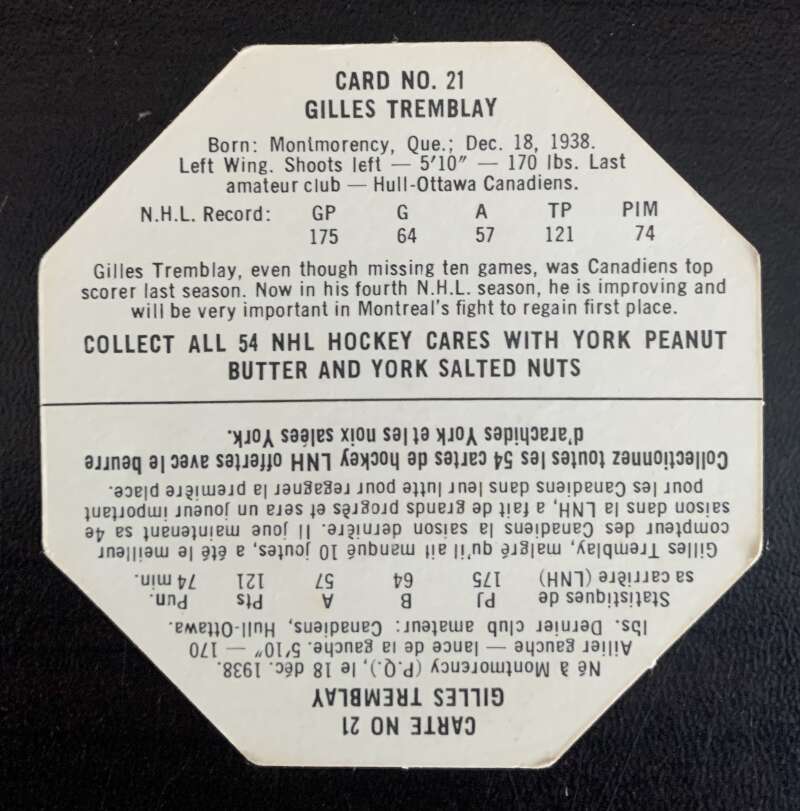 CARD NO. 21
GILLES TREMBLAY
Born: Montmorency, Que.; Dec. 18, 1938.
Left Wing. Shoots left — 5'10" — 170 lbs. Last
amateur club — Hull-Ottawa Canadiens.
N.H.L. Record: GP G A TP PIM
175 64 57 121 74
Gilles Tremblay, even though missing ten games, was Canadiens top
scorer last season. Now in his fourth N.H.L. season, he is improving and
will be very important in Montreal's fight to regain first place.
COLLECT ALL 54 NHL HOCKEY CARES WITH YORK PEANUT
BUTTER AND YORK SALTED NUTS
CARTE NO 21
GILLES TREMBLAY
Né à Montmorency (P.Q.), le 18 déc. 1938.
Ailier gauche — lance de la gauche. 5'10" — 170
lbs. Dernier club amateur: Canadiens, Hull-Ottawa.
Statistiques de PJ B A Pts Pun.
sa carrière (LNH) 175 64 57 121 74 min.
Gilles Tremblay, malgré qu'il ait manqué 10 joutes, a été le meilleur
compteur des Canadiens la saison dernière. Il joue maintenant sa 4e
saison dans la LNH, a fait de grands progrès et sera un joueur important
pour les Canadiens dans leur lutte pour regagner la première place.
Collectionnez toutes les 54 cartes de hockey LNH offertes avec le beurre
d'arachides York et les noix salées York.